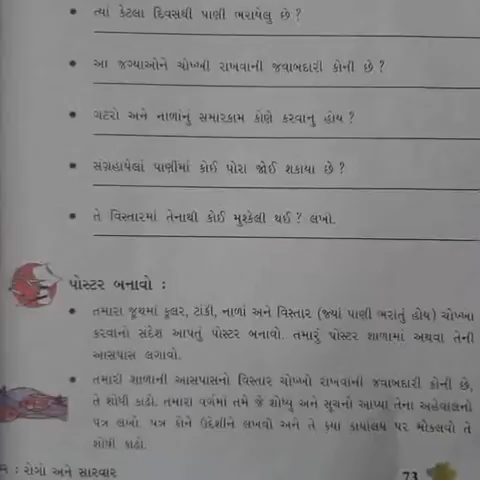 ત્યાં કેટલા દિવસથી પાણી ભરાયેલુ છે ?
આ જગ્યાઓને ચોખ્ખી રાખવાની જવાબદારી કોની છે ?
ગટરો અને નાળાંનું સમારકામ કોણે કરવાનુ હોય ?
સંગ્રહાયેલાં પાણીમાં કોઈ પોરા જોઈ શકાયા છે ?
તે વિસ્તારમાં તેનાથી કોઈ મુશ્કેલી થઈ ? લખો.
પોસ્ટર બનાવો :
તમારા જૂથમાં કૂલર, ટાંકી, નાળાં અને વિસ્તાર (જ્યાં પાણી ભરાતું હોય) ચોખ્ખા
કરવાનો સંદેશ આપતું પોસ્ટર બનાવો. તમારું પોસ્ટર શાળામાં અથવા તેની
આસપાસ લગાવો.
તમારી શાળાની આસપાસનો વિસ્તાર ચોખ્ખો રાખવાની જવાબદારી કોની છે,
તે શોધી કાઢો. તમારા વર્ગમાં તમે જે શોધ્યુ અને સૂચનો આપ્યા તેના અહેવાલનો
પત્ર લખો. પત્ર કોને ઉદ્દેશીને લખવો અને તે કયા કાર્યાલય પર મોકલવો તે
શોધી કાઢો.
: રોગો અને સારવાર
73